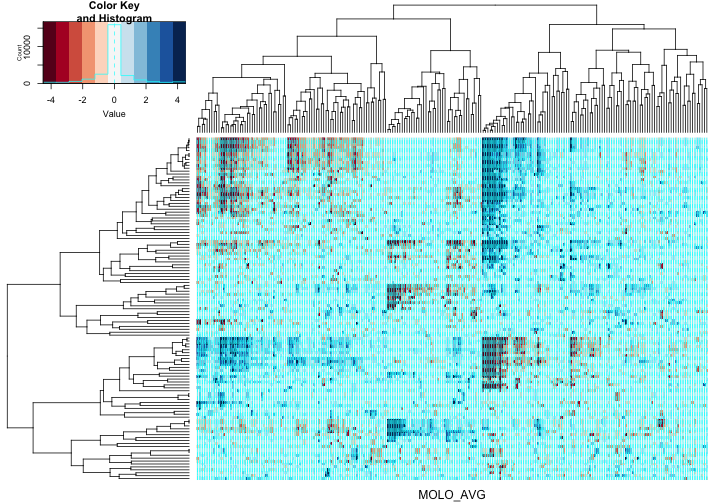 Color Key
and Histogram
Count
0
10000
-4 -2 0 2 4
Value
MOLO_AVG